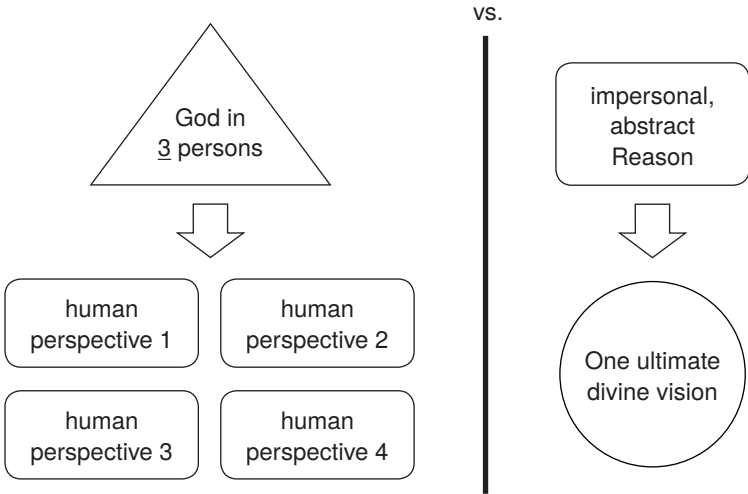 vs.
God in
3 persons
human
perspective 1
human
perspective 2
human
perspective 3
human
perspective 4
impersonal,
abstract
Reason
One ultimate
divine vision